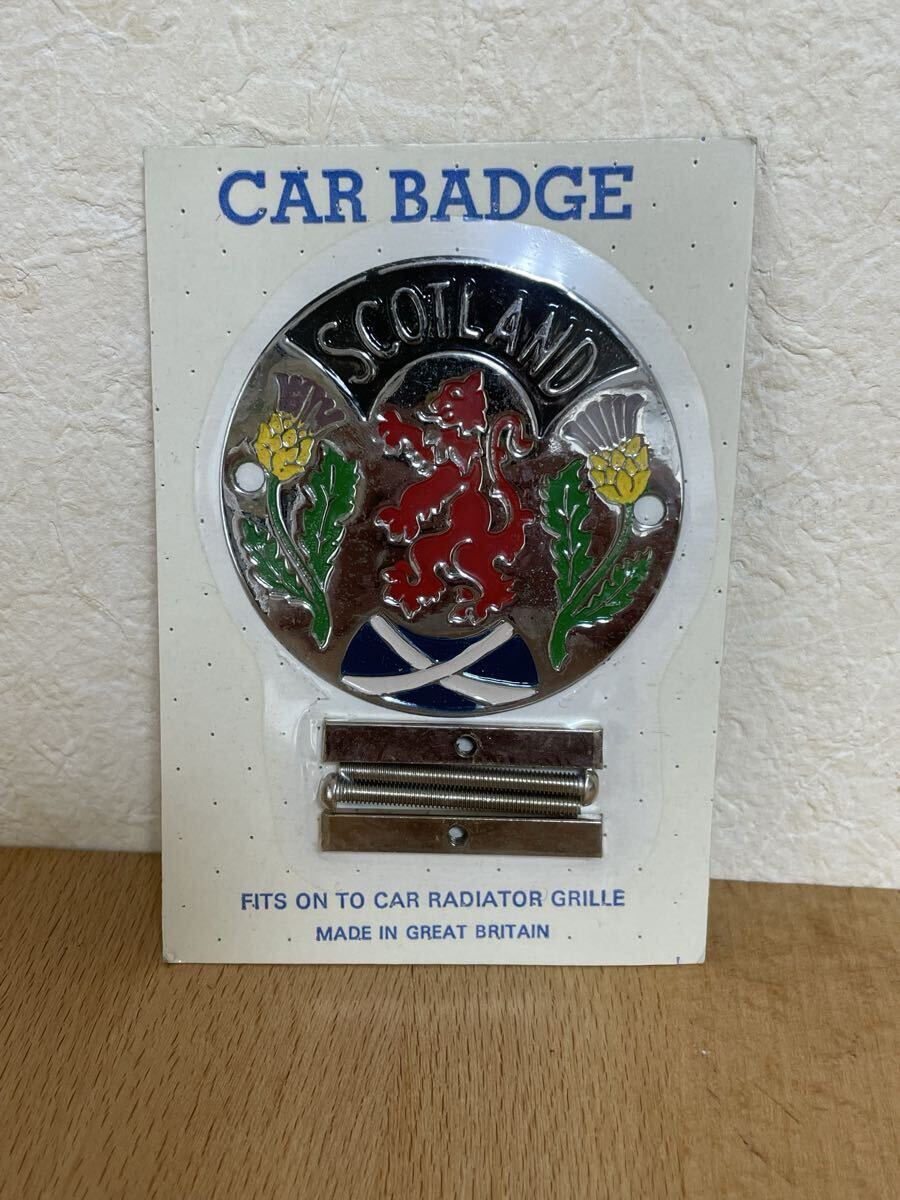 CAR BADGE
SCOTLAND
FITS ON TO CAR RADIATOR GRILLE
MADE IN GREAT BRITAIN